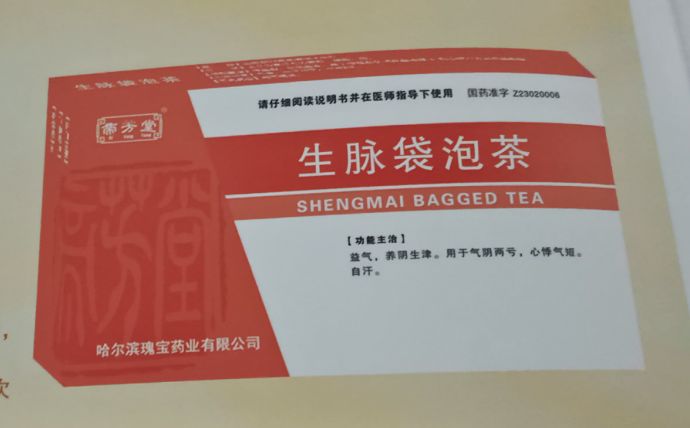 生脉袋泡茶
请仔细阅读说明书并在医师指导下使用 国药准字 Z23020006
芳堂
生脉袋泡茶
SHENGMAI BAGGED TEA
【功能主治】
益气，养阴生津。用于气阴两亏，心悸气短。
自汗。
哈尔滨瑰宝药业有限公司
，
欢